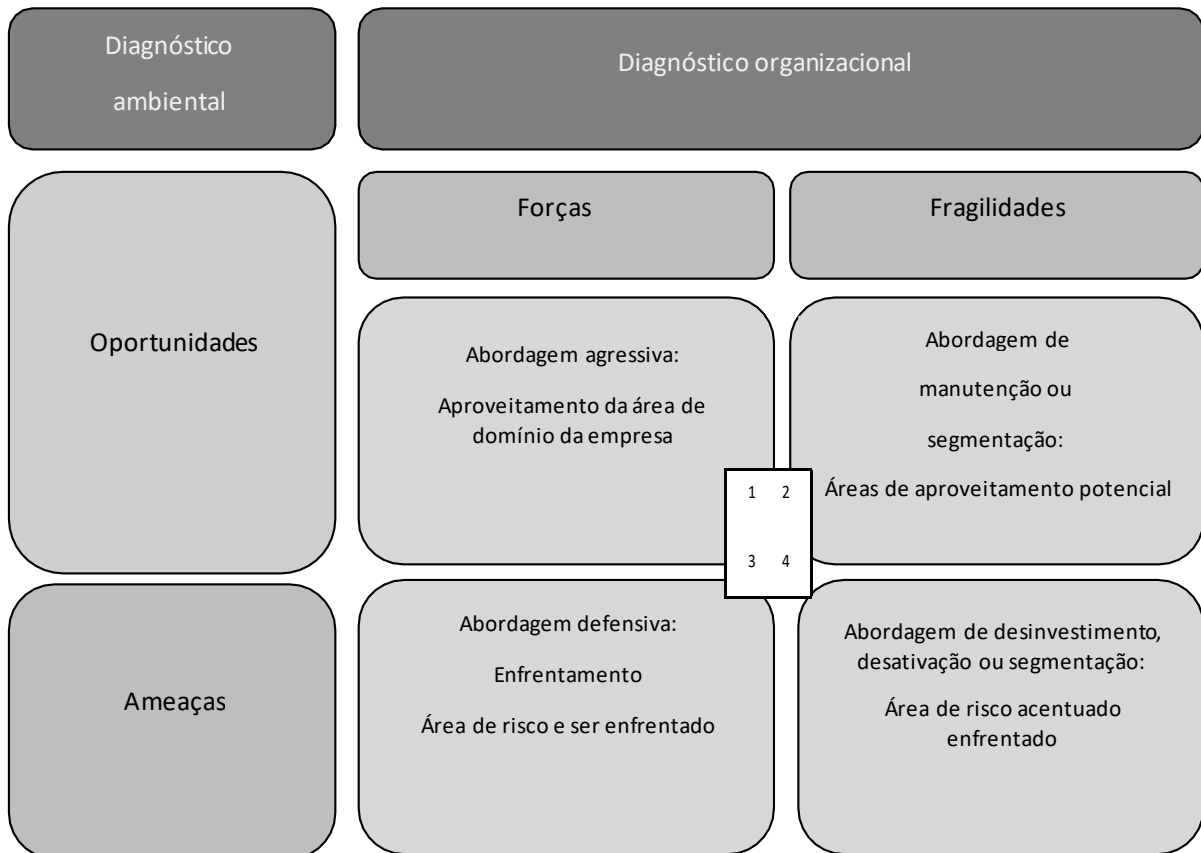 Diagnóstico
ambiental
Diagnóstico organizacional
Forças
Fragilidades
Oportunidades
Abordagem agressiva:
Aproveitamento da área de
domínio da empresa
Abordagem de
manutenção ou
segmentação:
Áreas de aproveitamento potencial
1 2
3 4
Ameaças
Abordagem defensiva:
Enfrentamento
Área de risco e ser enfrentado
Abordagem de desinvestimento,
desativação ou segmentação:
Área de risco acentuado
enfrentado